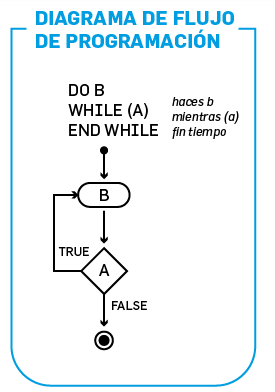 DIAGRAMA DE FLUJO
DE PROGRAMACIÓN
DO B
WHILE (A)
END WHILE
haces b
mientras (a)
fin tiempo
B
TRUE
A
FALSE